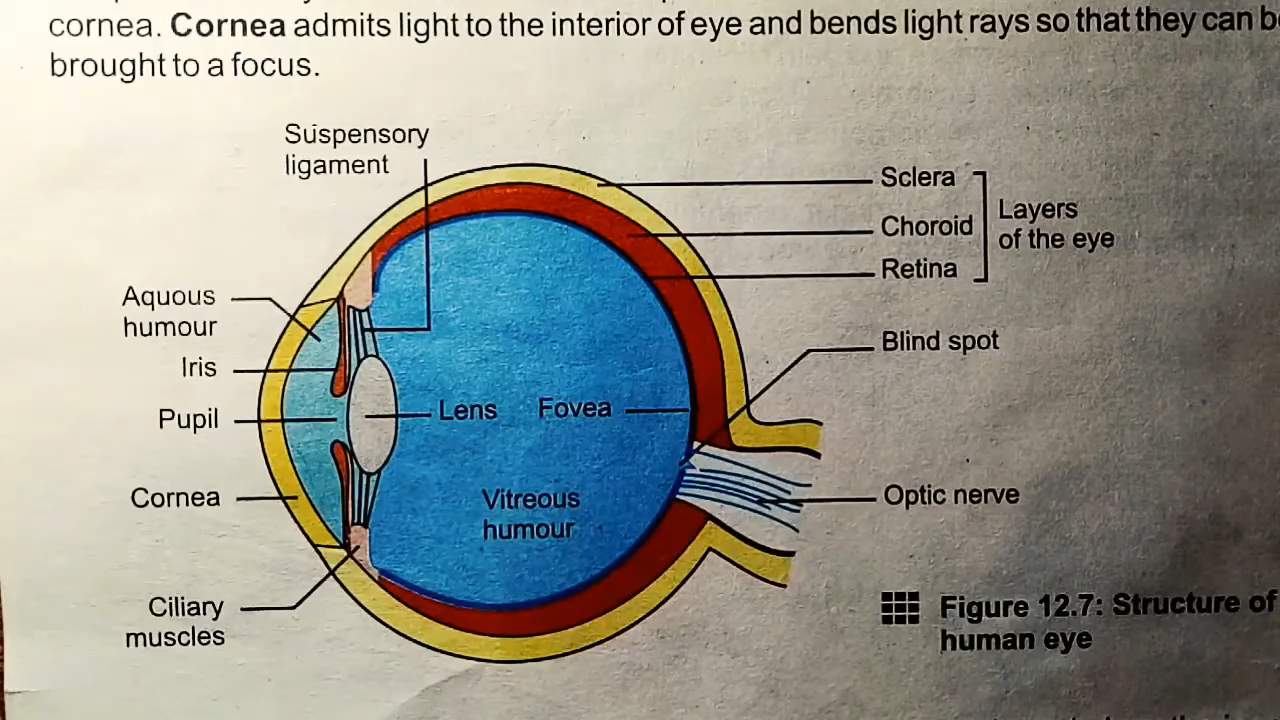 cornea. Cornea admits light to the interior of eye and bends light rays so that they can
brought to a focus.
Suspensory
ligament
Sclera
Choroid
Retina
Layers
of the eye
Aquous
humour
Iris
Pupil
Cornea
Ciliary
muscles
Lens
Fovea
Vitreous
humour
Blind spot
Optic nerve
Figure 12.7: Structure of
human eye